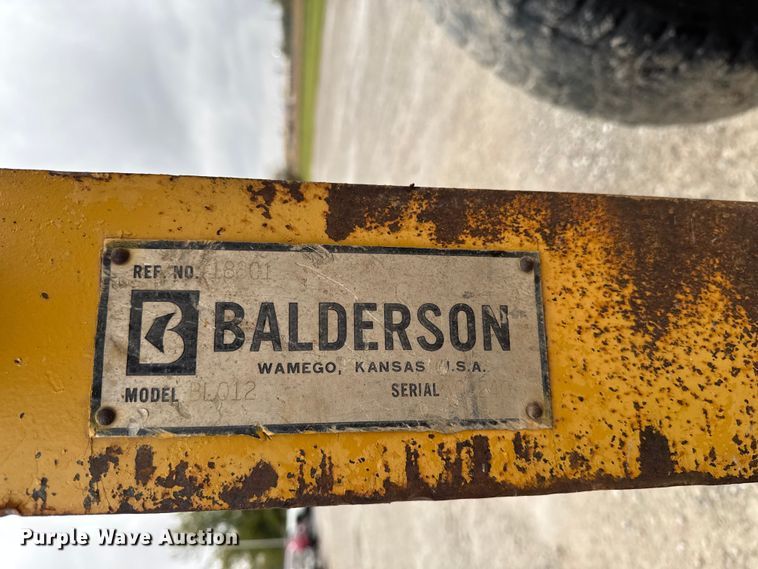 REF. NO.
B BALDERSON
WAMEGO, KANSAS U.S.A.
MODEL BL012 SERIAL
Purple Wave Auction